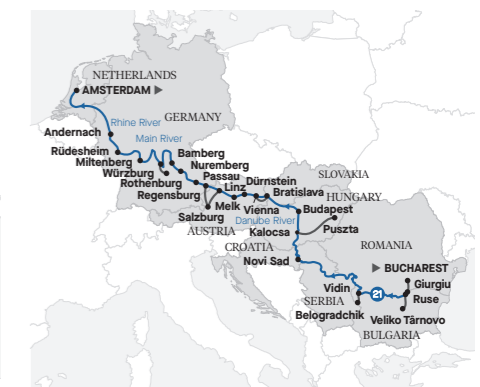 NETHERLANDS
AMSTERDAM
GERMANY
Rhine River
Andernach
Main River
Rüdesheim
Bamberg
Miltenberg
Nuremberg
Würzburg
Passau
Rothenburg
Linz
Dürnstein
SLOVAKIA
Regensburg
Bratislava
Melk
Vienna
HUNGARY
Salzburg
Danube River
Budapest
AUSTRIA
Kalocsa
Puszta
CROATIA
ROMANIA
Novi Sad
BUCHAREST
Vidin
21
Giurgiu
SERBIA
Ruse
Belogradchik
Veliko Tărnovo
BULGARIA